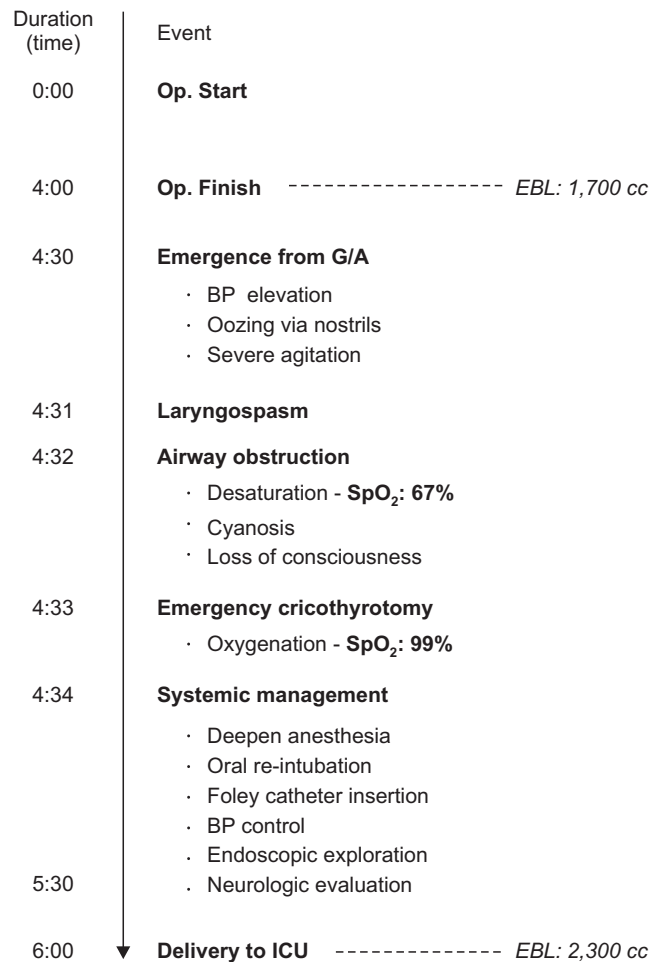 Duration
(time)
Event
0:00 Op. Start
4:00 Op. Finish EBL: 1,700 cc
4:30 Emergence from G/A
· BP elevation
· Oozing via nostrils
· Severe agitation
4:31 Laryngospasm
4:32 Airway obstruction
· Desaturation - SpO₂: 67%
· Cyanosis
· Loss of consciousness
4:33 Emergency cricothyrotomy
· Oxygenation - SpO₂: 99%
4:34 Systemic management
· Deepen anesthesia
· Oral re-intubation
· Foley catheter insertion
· BP control
· Endoscopic exploration
5:30 · Neurologic evaluation
6:00 Delivery to ICU EBL: 2,300 cc